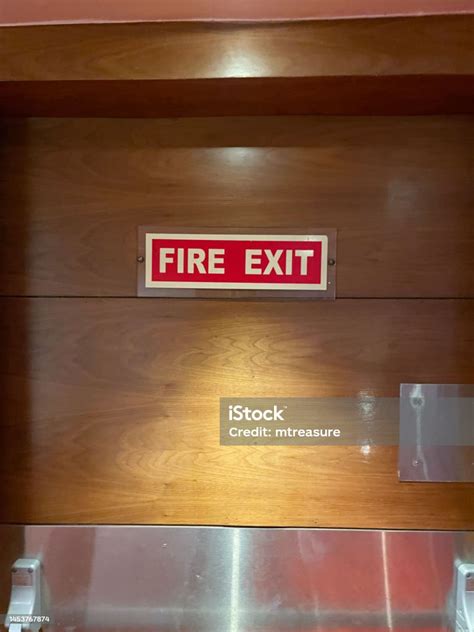 FIRE EXIT
iStock
Credit: mtreasure
1453767874